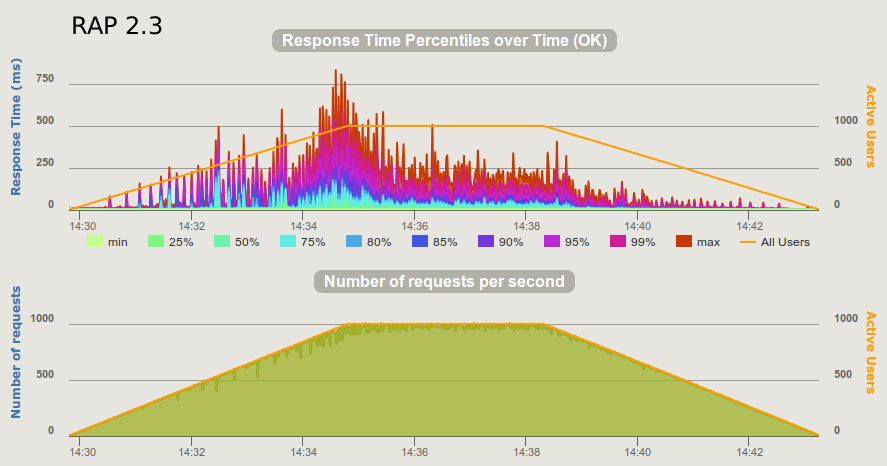 RAP 2.3
Response Time Percentiles over Time (OK)
Response Time (ms)
750
500
250
0
Active Users
1000
500
0
14:30 14:32 14:34 14:36 14:38 14:40 14:42
min 25% 50% 75% 80% 85% 90% 95% 99% max All Users
Number of requests per second
Number of requests
1000
500
0
Active Users
1000
500
0
14:30 14:32 14:34 14:36 14:38 14:40 14:42